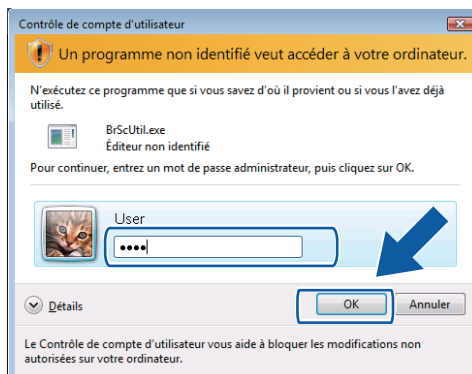 Contrôle de compte d'utilisateur
Un programme non identifié veut accéder à votre ordinateur.
N'exécutez ce programme que si vous savez d'où il provient ou si vous l'avez déjà
utilisé.
BrScUtil.exe
Éditeur non identifié
Pour continuer, entrez un mot de passe administrateur, puis cliquez sur OK.
User
••••
Détails
OK
Annuler
Le Contrôle de compte d'utilisateur vous aide à bloquer les modifications non
autorisées sur votre ordinateur.